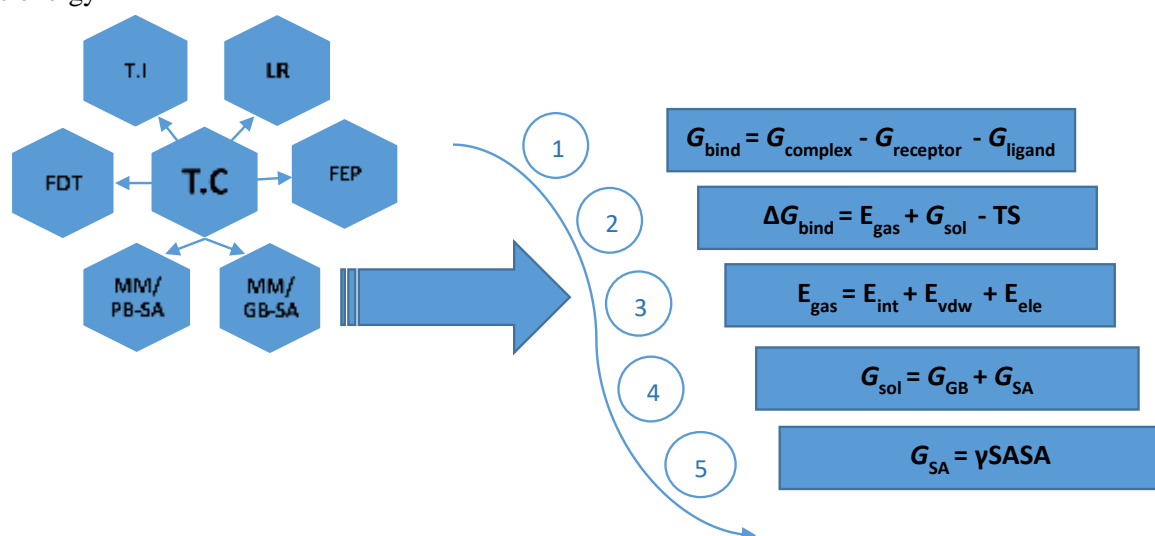 T.I
LR
FDT
T.C
FEP
MM/
PB-SA
MM/
GB-SA
1
2
3
4
5
G_bind = G_complex - G_receptor - G_ligand
ΔG_bind = E_gas + G_sol - TS
E_gas = E_int + E_vdw + E_ele
G_sol = G_GB + G_SA
G_SA = γSASA